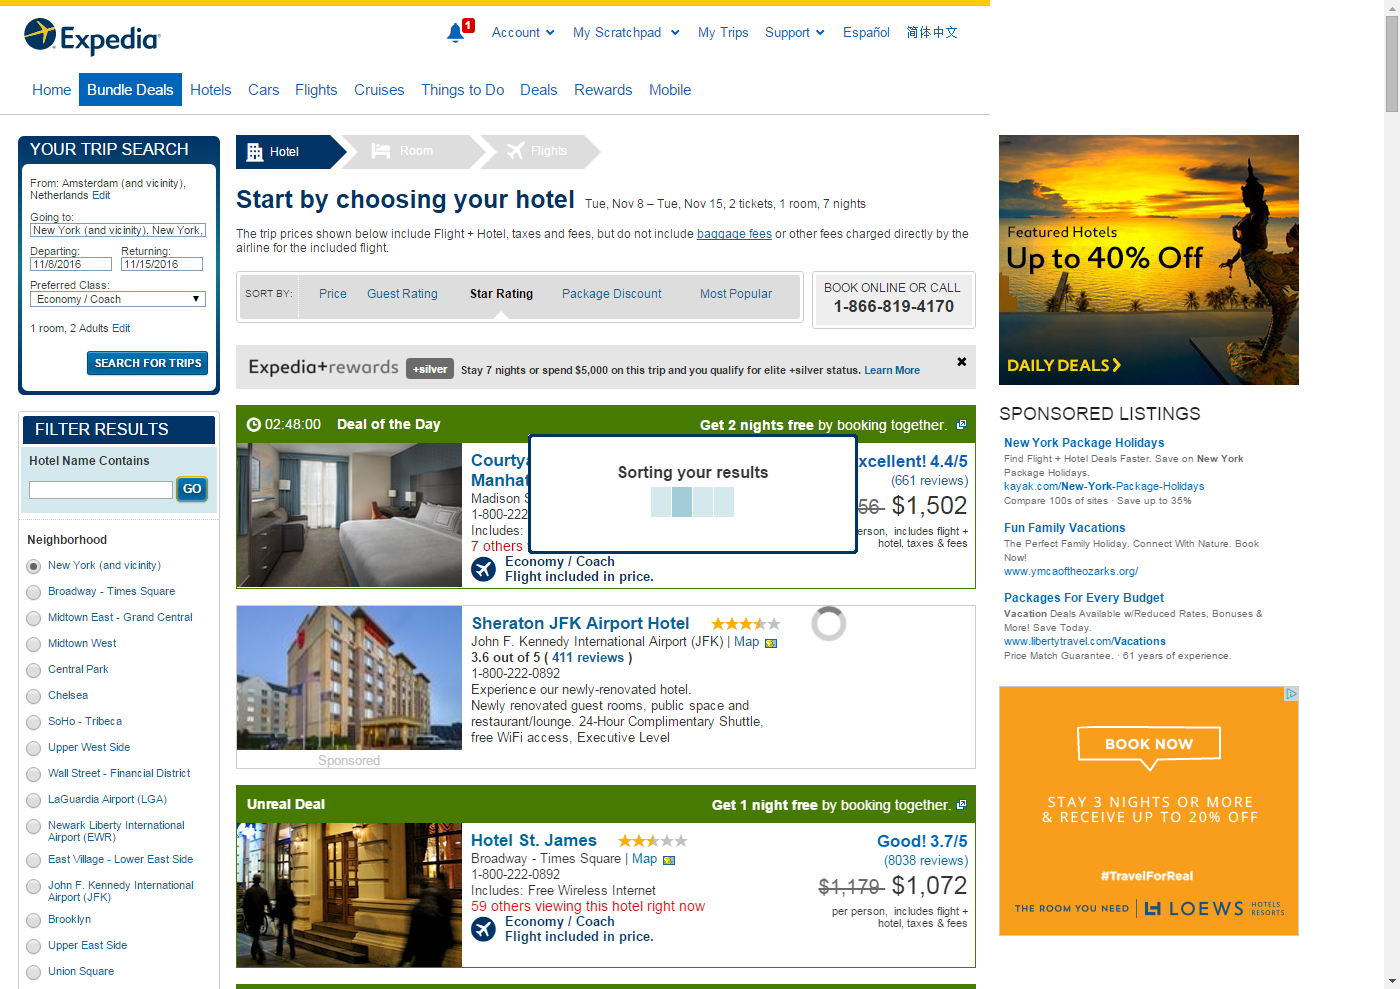 Expedia
1
Account
My Scratchpad
My Trips
Support
Español
简体中文
Home
Bundle Deals
Hotels
Cars
Flights
Cruises
Things to Do
Deals
Rewards
Mobile
YOUR TRIP SEARCH
From: Amsterdam (and vicinity),
Netherlands Edit
Going to:
New York (and vicinity), New York,
Departing:
Returning:
11/8/2016
11/15/2016
Preferred Class:
Economy / Coach
1 room, 2 Adults Edit
SEARCH FOR TRIPS
FILTER RESULTS
Hotel Name Contains
GO
Neighborhood
New York (and vicinity)
Broadway - Times Square
Midtown East - Grand Central
Midtown West
Central Park
Chelsea
SoHo - Tribeca
Upper West Side
Wall Street - Financial District
LaGuardia Airport (LGA)
Newark Liberty International
Airport (EWR)
East Village - Lower East Side
John F. Kennedy International
Airport (JFK)
Brooklyn
Upper East Side
Union Square
Hotel
Room
Flights
Start by choosing your hotel
Tue, Nov 8 – Tue, Nov 15, 2 tickets, 1 room, 7 nights
The trip prices shown below include Flight + Hotel, taxes and fees, but do not include baggage fees or other fees charged directly by the
airline for the included flight.
SORT BY:
Price
Guest Rating
Star Rating
Package Discount
Most Popular
BOOK ONLINE OR CALL
1-866-819-4170
Expedia+rewards
+silver
Stay 7 nights or spend $5,000 on this trip and you qualify for elite +silver status. Learn More
02:48:00
Deal of the Day
Get 2 nights free by booking together.
Sorting your results
Courty
Manhat
Madison S
1-800-222
Includes:
7 others
Economy / Coach
Flight included in price.
xcellent! 4.4/5
(661 reviews)
56 $1,502
erson, includes flight +
hotel, taxes & fees
Sheraton JFK Airport Hotel
John F. Kennedy International Airport (JFK) | Map
3.6 out of 5 ( 411 reviews )
1-800-222-0892
Experience our newly-renovated hotel.
Newly renovated guest rooms, public space and
restaurant/lounge. 24-Hour Complimentary Shuttle,
free WiFi access, Executive Level
Sponsored
Unreal Deal
Get 1 night free by booking together.
Hotel St. James
Broadway - Times Square | Map
1-800-222-0892
Includes: Free Wireless Internet
59 others viewing this hotel right now
Economy / Coach
Flight included in price.
Good! 3.7/5
(8038 reviews)
$1,179 $1,072
per person, includes flight +
hotel, taxes & fees
Featured Hotels
Up to 40% Off
DAILY DEALS
SPONSORED LISTINGS
New York Package Holidays
Find Flight + Hotel Deals Faster. Save on New York
Package Holidays.
kayak.com/New-York-Package-Holidays
Compare 100s of sites · Save up to 35%
Fun Family Vacations
The Perfect Family Holiday. Connect With Nature. Book
Now!
www.ymcaoftheozarks.org/
Packages For Every Budget
Vacation Deals Available w/Reduced Rates, Bonuses &
More! Save Today.
www.libertytravel.com/Vacations
Price Match Guarantee. · 61 years of experience.
BOOK NOW
STAY 3 NIGHTS OR MORE
& RECEIVE UP TO 20% OFF
#TravelForReal
THE ROOM YOU NEED
LOEWS
HOTELS
RESORTS